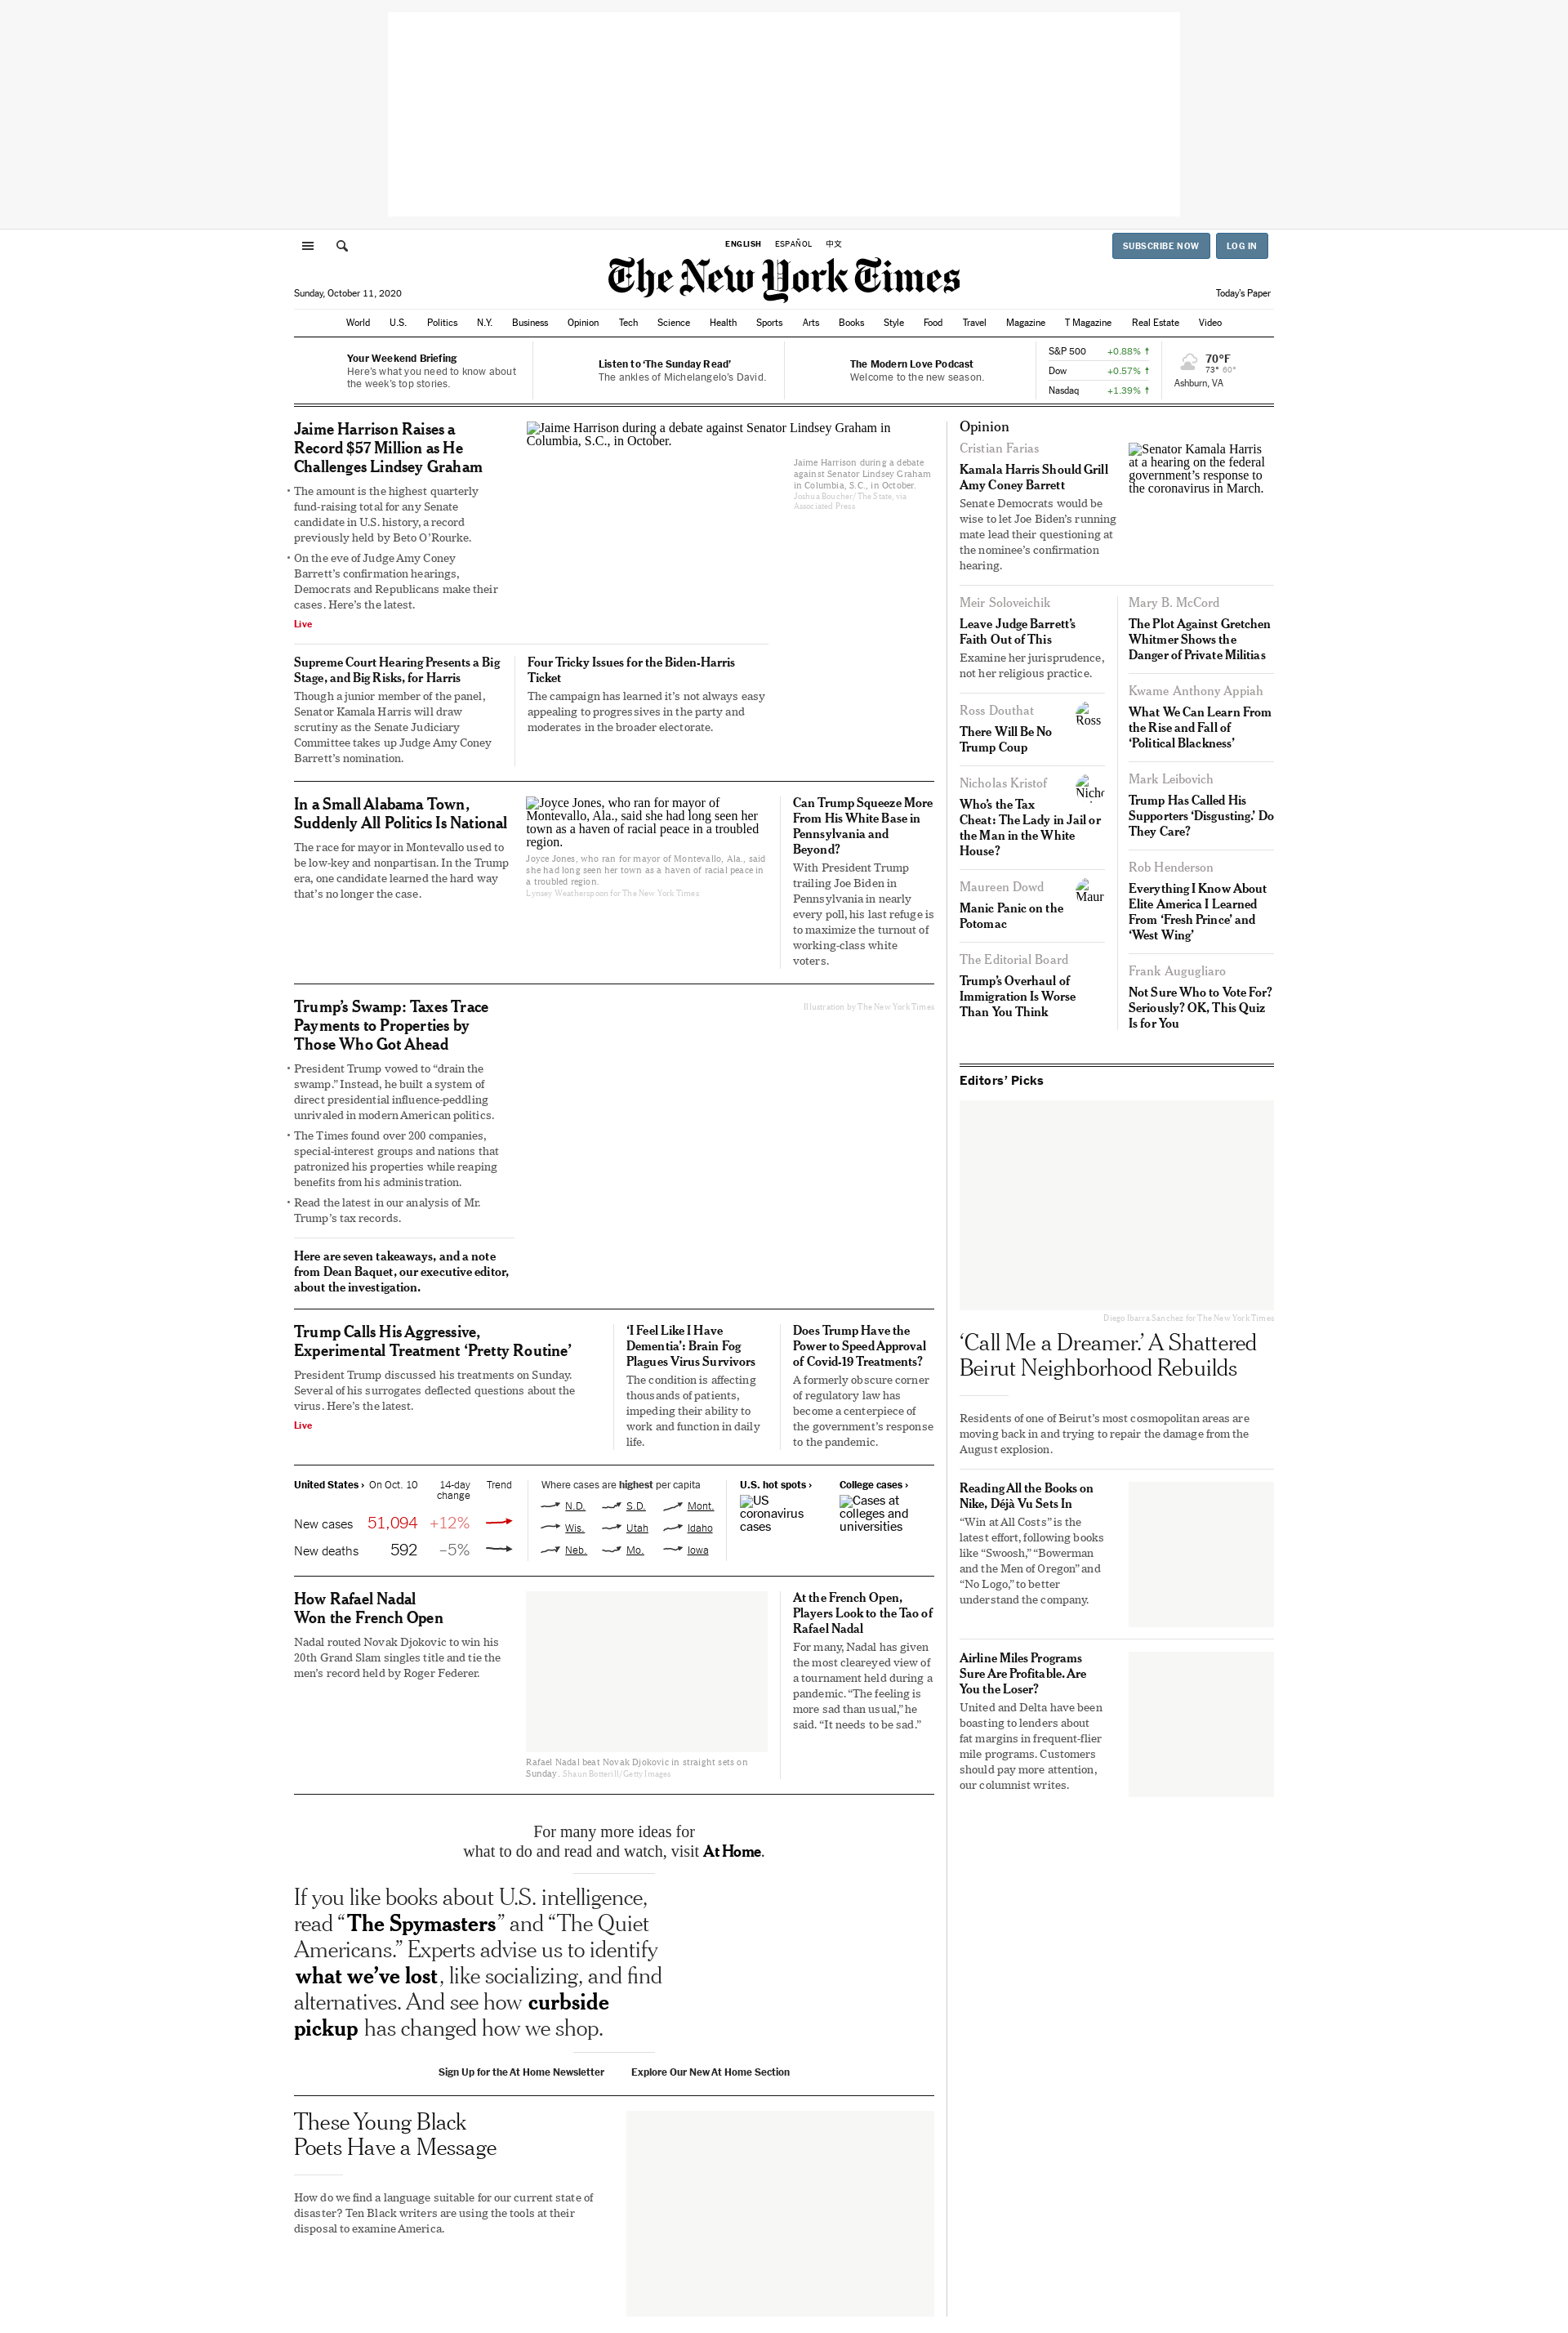 ENGLISH ESPAÑOL 中文
SUBSCRIBE NOW LOG IN
The New York Times
Sunday, October 11, 2020
Today's Paper
World U.S. Politics N.Y. Business Opinion Tech Science Health Sports Arts Books Style Food Travel Magazine T Magazine Real Estate Video
Your Weekend Briefing
Here's what you need to know about
the week's top stories.
Listen to ‘The Sunday Read’
The ankles of Michelangelo's David.
The Modern Love Podcast
Welcome to the new season.
S&P 500 +0.88% ↑
Dow +0.57% ↑
Nasdaq +1.39% ↑
70°F
73° 60°
Ashburn, VA
Jaime Harrison Raises a
Record $57 Million as He
Challenges Lindsey Graham
• The amount is the highest quarterly
fund-raising total for any Senate
candidate in U.S. history, a record
previously held by Beto O’Rourke.
• On the eve of Judge Amy Coney
Barrett’s confirmation hearings,
Democrats and Republicans make their
cases. Here’s the latest.
Live
Jaime Harrison during a debate against Senator Lindsey Graham in
Columbia, S.C., in October.
Jaime Harrison during a debate
against Senator Lindsey Graham
in Columbia, S.C., in October.
Joshua Boucher/The State, via
Associated Press
Supreme Court Hearing Presents a Big
Stage, and Big Risks, for Harris
Though a junior member of the panel,
Senator Kamala Harris will draw
scrutiny as the Senate Judiciary
Committee takes up Judge Amy Coney
Barrett’s nomination.
Four Tricky Issues for the Biden-Harris
Ticket
The campaign has learned it’s not always easy
appealing to progressives in the party and
moderates in the broader electorate.
In a Small Alabama Town,
Suddenly All Politics Is National
The race for mayor in Montevallo used to
be low-key and nonpartisan. In the Trump
era, one candidate learned the hard way
that’s no longer the case.
Joyce Jones, who ran for mayor of
Montevallo, Ala., said she had long seen her
town as a haven of racial peace in a troubled
region.
Joyce Jones, who ran for mayor of Montevallo, Ala., said
she had long seen her town as a haven of racial peace in
a troubled region.
Lynsey Weatherspoon for The New York Times
Can Trump Squeeze More
From His White Base in
Pennsylvania and
Beyond?
With President Trump
trailing Joe Biden in
Pennsylvania in nearly
every poll, his last refuge is
to maximize the turnout of
working-class white
voters.
Trump’s Swamp: Taxes Trace
Payments to Properties by
Those Who Got Ahead
• President Trump vowed to “drain the
swamp.” Instead, he built a system of
direct presidential influence-peddling
unrivaled in modern American politics.
• The Times found over 200 companies,
special-interest groups and nations that
patronized his properties while reaping
benefits from his administration.
• Read the latest in our analysis of Mr.
Trump’s tax records.
Illustration by The New York Times
Here are seven takeaways, and a note
from Dean Baquet, our executive editor,
about the investigation.
Trump Calls His Aggressive,
Experimental Treatment ‘Pretty Routine’
President Trump discussed his treatments on Sunday.
Several of his surrogates deflected questions about the
virus. Here’s the latest.
Live
‘I Feel Like I Have
Dementia’: Brain Fog
Plagues Virus Survivors
The condition is affecting
thousands of patients,
impeding their ability to
work and function in daily
life.
Does Trump Have the
Power to Speed Approval
of Covid-19 Treatments?
A formerly obscure corner
of regulatory law has
become a centerpiece of
the government’s response
to the pandemic.
United States › On Oct. 10 14-day
change Trend
New cases 51,094 +12%
New deaths 592 –5%
Where cases are highest per capita
N.D. S.D. Mont.
Wis. Utah Idaho
Neb. Mo. Iowa
U.S. hot spots ›
US
coronavirus
cases
College cases ›
Cases at
colleges and
universities
How Rafael Nadal
Won the French Open
Nadal routed Novak Djokovic to win his
20th Grand Slam singles title and tie the
men’s record held by Roger Federer.
Rafael Nadal beat Novak Djokovic in straight sets on
Sunday. Shaun Botterill/Getty Images
At the French Open,
Players Look to the Tao of
Rafael Nadal
For many, Nadal has given
the most cleareyed view of
a tournament held during a
pandemic. “The feeling is
more sad than usual,” he
said. “It needs to be sad.”
For many more ideas for
what to do and read and watch, visit At Home.
If you like books about U.S. intelligence,
read “The Spymasters” and “The Quiet
Americans.” Experts advise us to identify
what we’ve lost, like socializing, and find
alternatives. And see how curbside
pickup has changed how we shop.
Sign Up for the At Home Newsletter Explore Our New At Home Section
These Young Black
Poets Have a Message
How do we find a language suitable for our current state of
disaster? Ten Black writers are using the tools at their
disposal to examine America.
Opinion
Cristian Farias
Kamala Harris Should Grill
Amy Coney Barrett
Senate Democrats would be
wise to let Joe Biden’s running
mate lead their questioning at
the nominee’s confirmation
hearing.
Senator Kamala Harris
at a hearing on the federal
government’s response to
the coronavirus in March.
Meir Soloveichik
Leave Judge Barrett’s
Faith Out of This
Examine her jurisprudence,
not her religious practice.
Ross Douthat
There Will Be No
Trump Coup
Ross
Nicholas Kristof
Who’s the Tax
Cheat: The Lady in Jail or
the Man in the White
House?
Maureen Dowd
Manic Panic on the
Potomac
The Editorial Board
Trump’s Overhaul of
Immigration Is Worse
Than You Think
Mary B. McCord
The Plot Against Gretchen
Whitmer Shows the
Danger of Private Militias
Kwame Anthony Appiah
What We Can Learn From
the Rise and Fall of
‘Political Blackness’
Mark Leibovich
Trump Has Called His
Supporters ‘Disgusting.’ Do
They Care?
Rob Henderson
Everything I Know About
Elite America I Learned
From ‘Fresh Prince’ and
‘West Wing’
Frank Augugliaro
Not Sure Who to Vote For?
Seriously? OK, This Quiz
Is for You
Editors’ Picks
Diego Ibarra Sanchez for The New York Times
‘Call Me a Dreamer.’ A Shattered
Beirut Neighborhood Rebuilds
Residents of one of Beirut’s most cosmopolitan areas are
moving back in and trying to repair the damage from the
August explosion.
Reading All the Books on
Nike, Déjà Vu Sets In
“Win at All Costs” is the
latest effort, following books
like “Swoosh,” “Bowerman
and the Men of Oregon” and
“No Logo,” to better
understand the company.
Airline Miles Programs
Sure Are Profitable. Are
You the Loser?
United and Delta have been
boasting to lenders about
fat margins in frequent-flier
mile programs. Customers
should pay more attention,
our columnist writes.